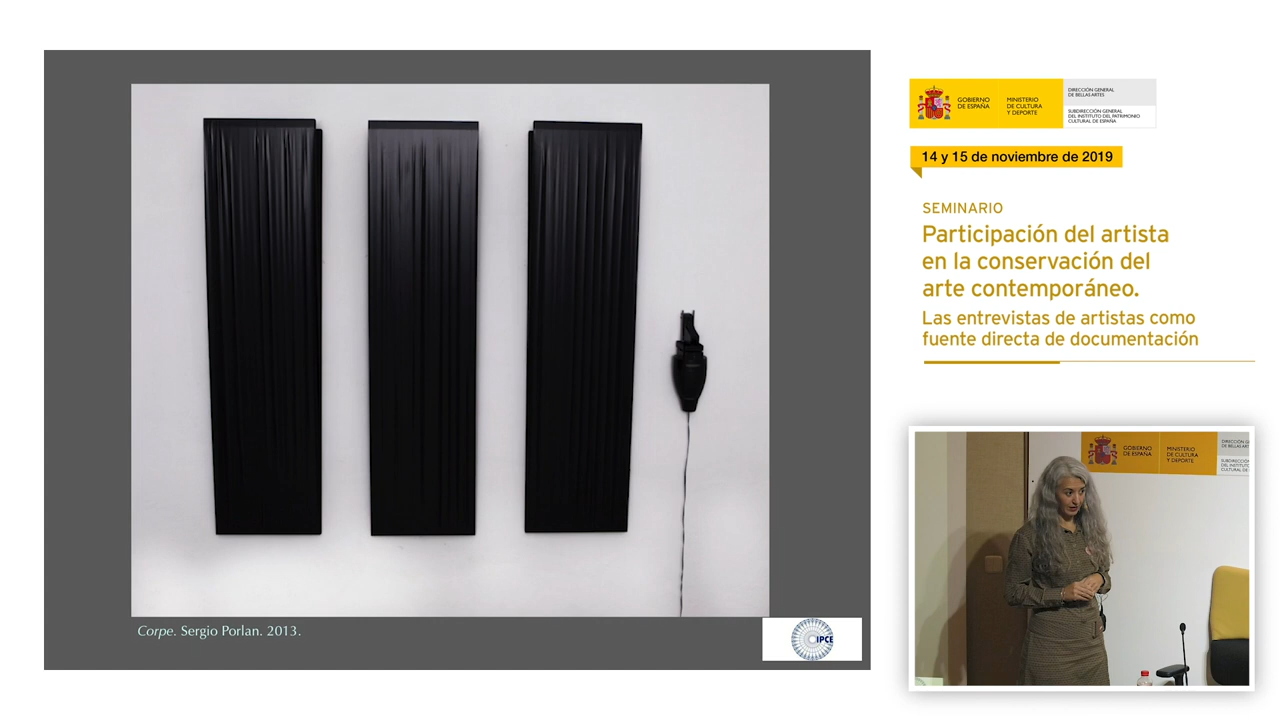 Corpe. Sergio Porlan. 2013.
IPCE
GOBIERNO
DE ESPAÑA
MINISTERIO
DE CULTURA
Y DEPORTE
DIRECCIÓN GENERAL
DE BELLAS ARTES
SUBDIRECCIÓN GENERAL
DEL INSTITUTO DEL PATRIMONIO
CULTURAL DE ESPAÑA
14 y 15 de noviembre de 2019
SEMINARIO
Participación del artista
en la conservación del
arte contemporáneo.
Las entrevistas de artistas como
fuente directa de documentación
GOBIERNO
DE ESPAÑA
MINISTERIO
DE CULTURA
Y DEPORTE